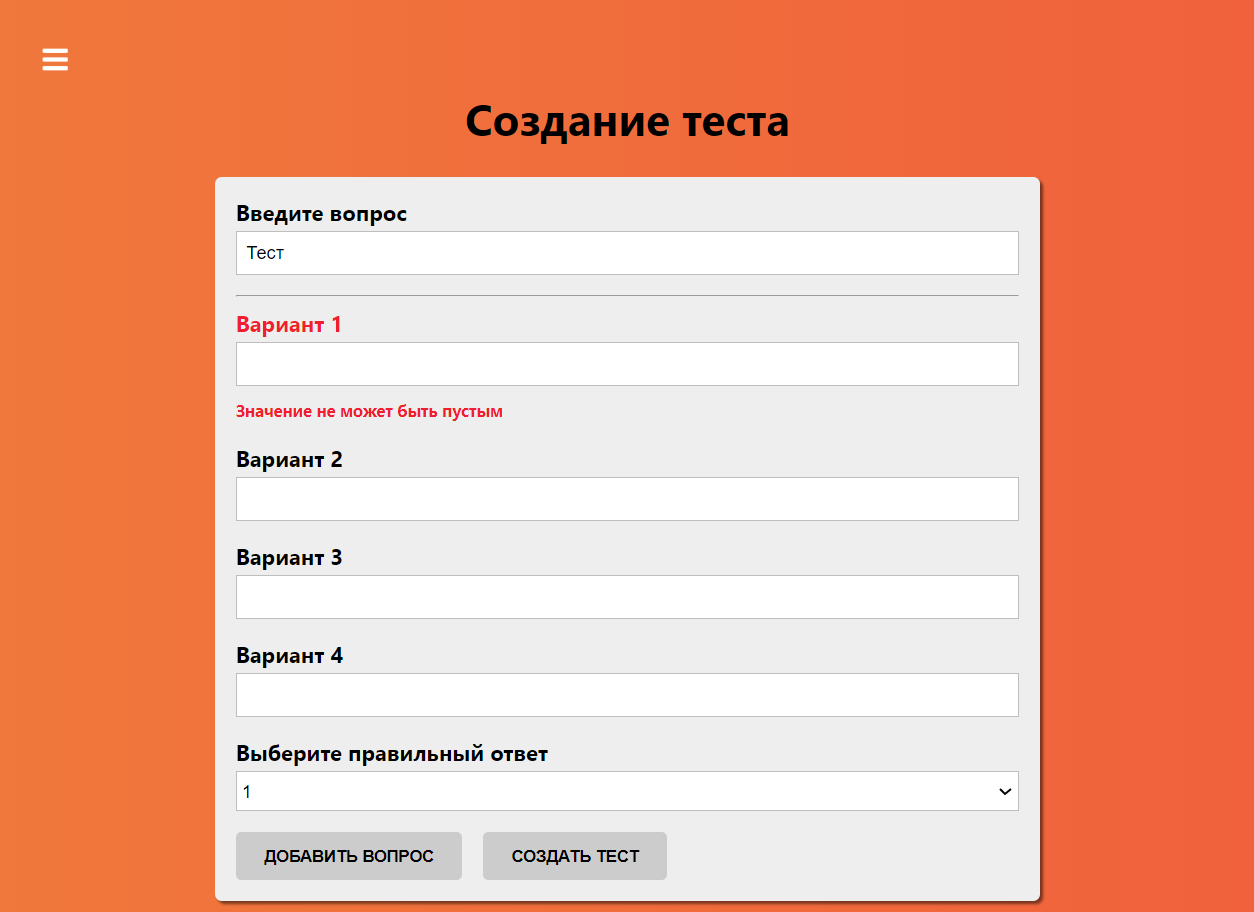 Создание теста
Введите вопрос
Тест
Вариант 1
Значение не может быть пустым
Вариант 2
Вариант 3
Вариант 4
Выберите правильный ответ
1
ДОБАВИТЬ ВОПРОС СОЗДАТЬ ТЕСТ